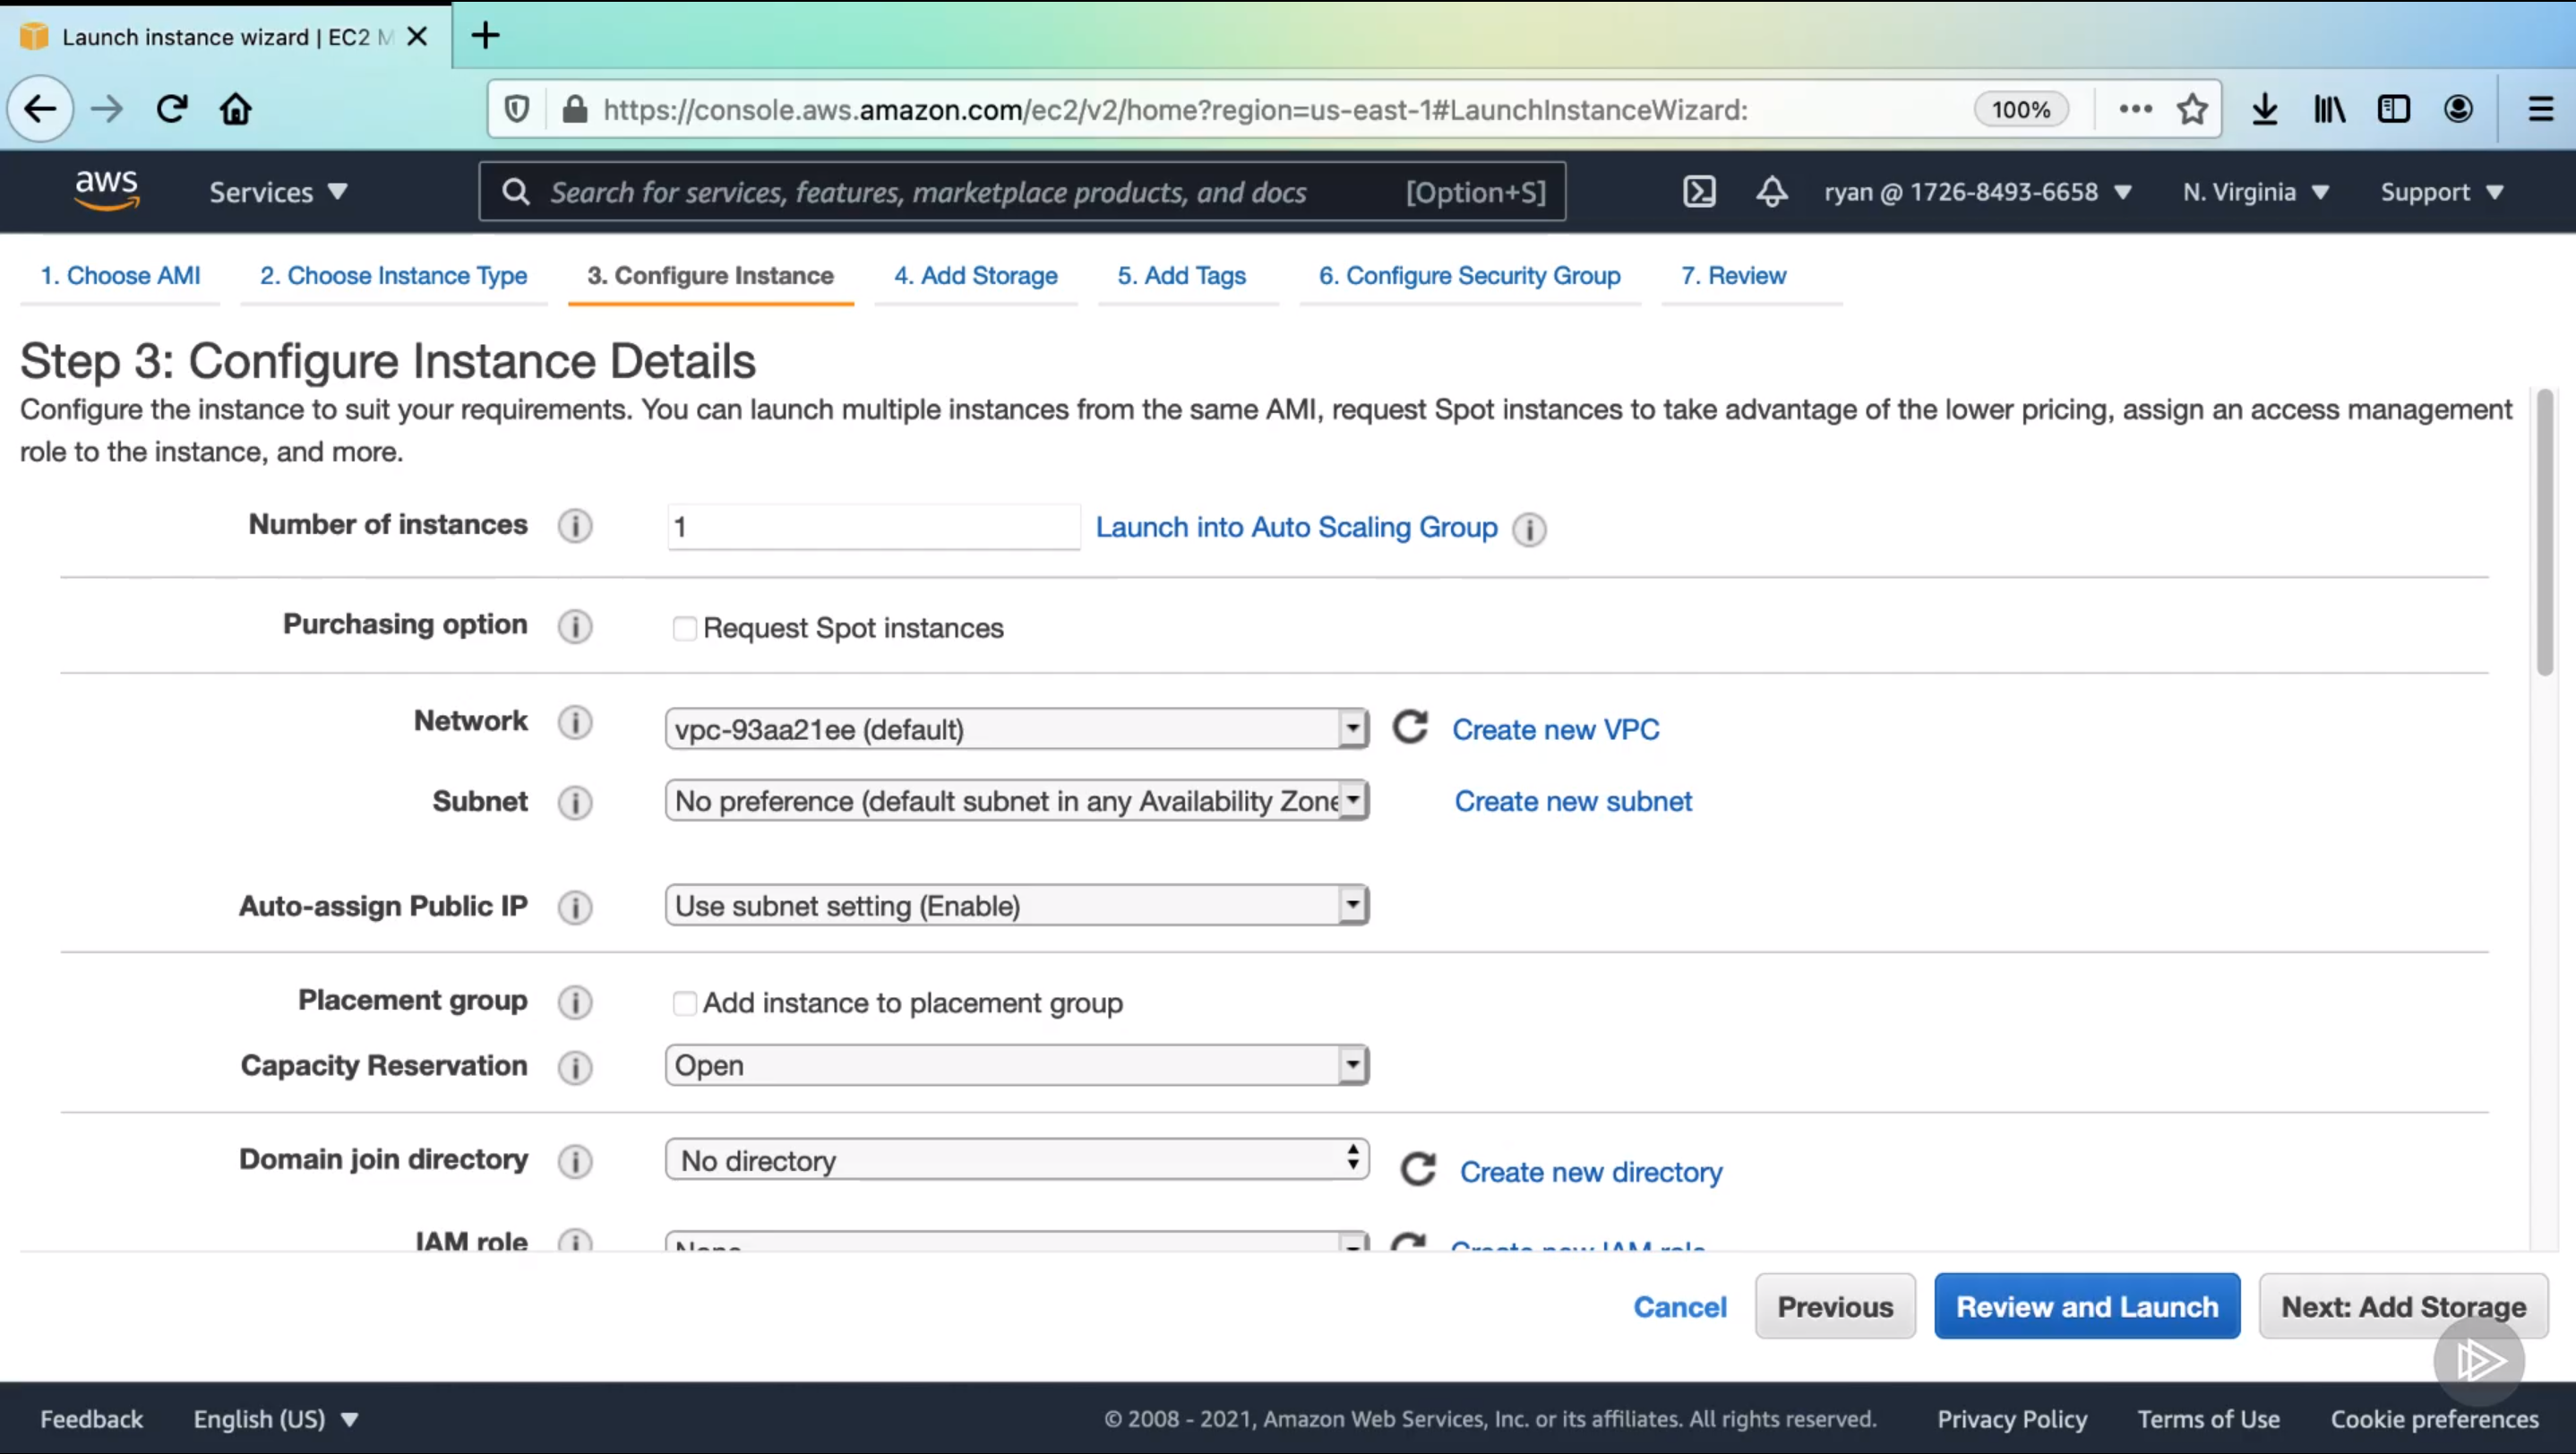 Launch instance wizard | EC2 M
https://console.aws.amazon.com/ec2/v2/home?region=us-east-1#LaunchInstanceWizard:
100%
aws
Services
Search for services, features, marketplace products, and docs
[Option+S]
ryan @ 1726-8493-6658
N. Virginia
Support
1. Choose AMI
2. Choose Instance Type
3. Configure Instance
4. Add Storage
5. Add Tags
6. Configure Security Group
7. Review
Step 3: Configure Instance Details
Configure the instance to suit your requirements. You can launch multiple instances from the same AMI, request Spot instances to take advantage of the lower pricing, assign an access management
role to the instance, and more.
Number of instances
1
Launch into Auto Scaling Group
Purchasing option
Request Spot instances
Network
vpc-93aa21ee (default)
Create new VPC
Subnet
No preference (default subnet in any Availability Zone
Create new subnet
Auto-assign Public IP
Use subnet setting (Enable)
Placement group
Add instance to placement group
Capacity Reservation
Open
Domain join directory
No directory
Create new directory
IAM role
None
Create new IAM role
Cancel
Previous
Review and Launch
Next: Add Storage
Feedback
English (US)
© 2008 - 2021, Amazon Web Services, Inc. or its affiliates. All rights reserved.
Privacy Policy
Terms of Use
Cookie preferences